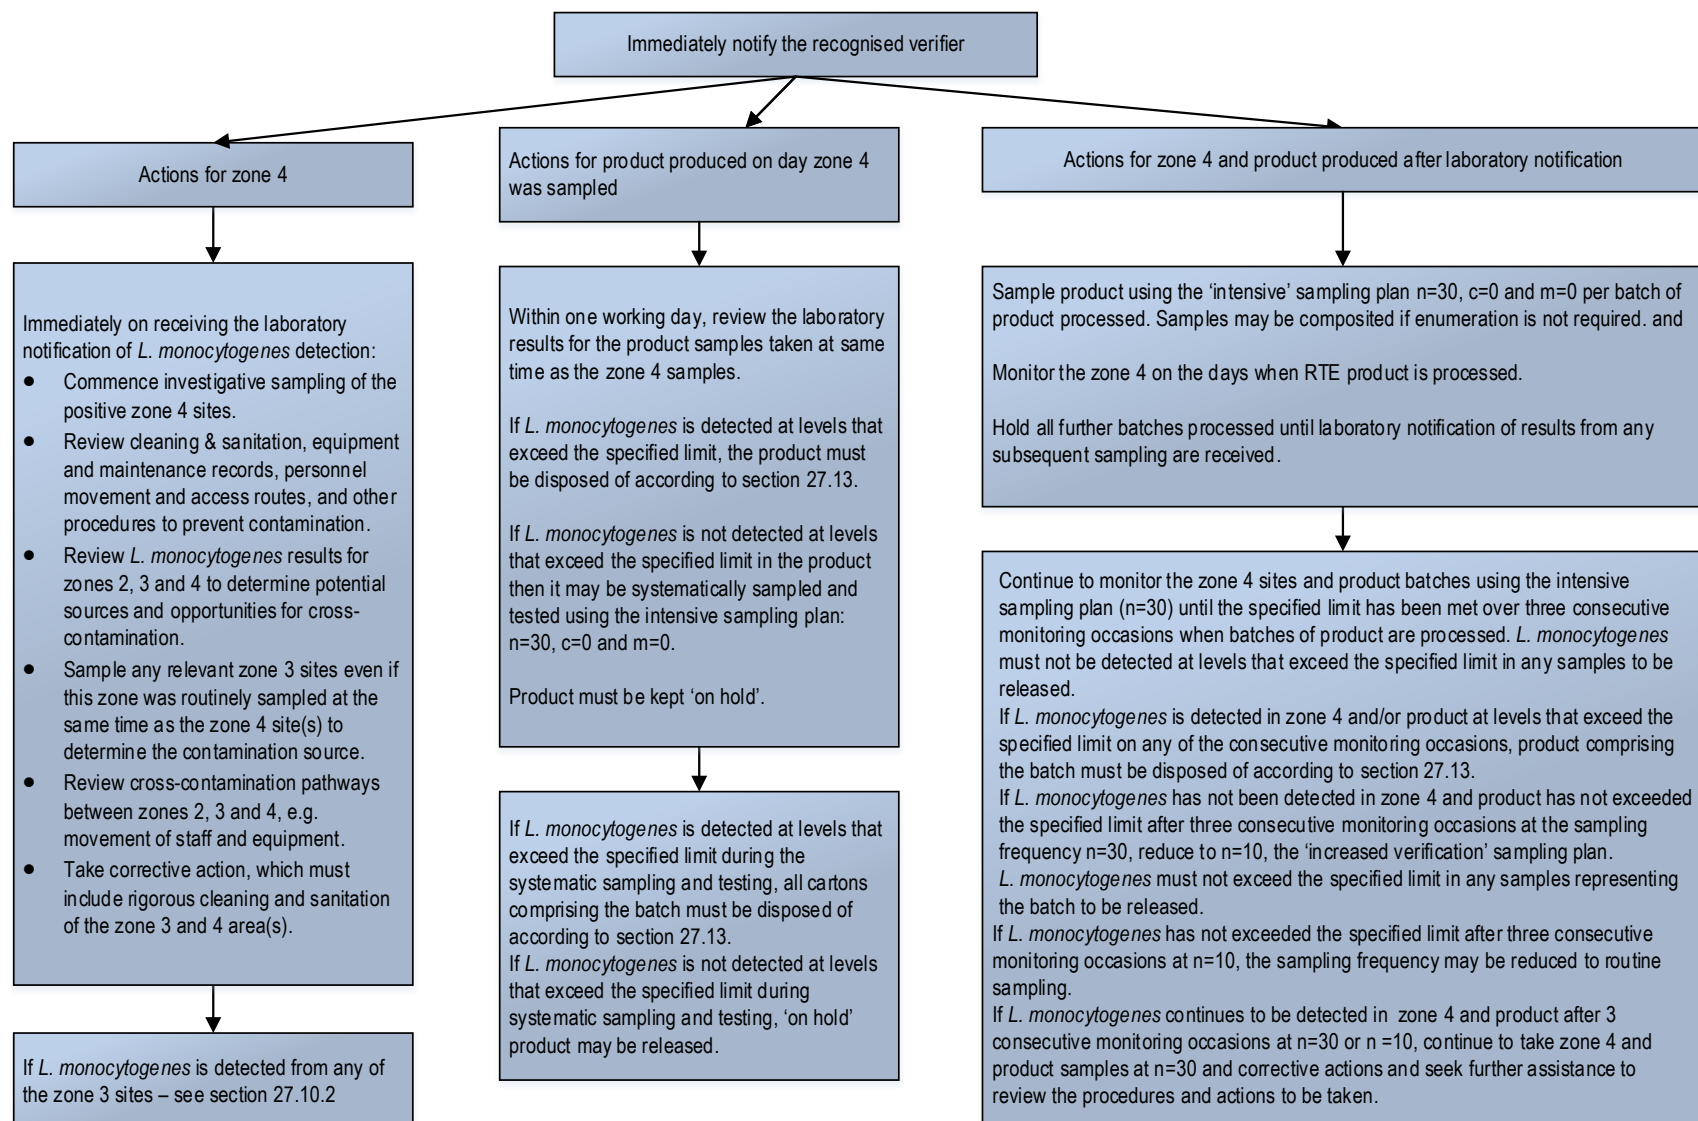 Immediately notify the recognised verifier
Actions for zone 4
Immediately on receiving the laboratory
notification of L. monocytogenes detection:
● Commence investigative sampling of the
positive zone 4 sites.
● Review cleaning & sanitation, equipment
and maintenance records, personnel
movement and access routes, and other
procedures to prevent contamination.
● Review L. monocytogenes results for
zones 2, 3 and 4 to determine potential
sources and opportunities for cross-
contamination.
● Sample any relevant zone 3 sites even if
this zone was routinely sampled at the
same time as the zone 4 site(s) to
determine the contamination source.
● Review cross-contamination pathways
between zones 2, 3 and 4, e.g.
movement of staff and equipment.
● Take corrective action, which must
include rigorous cleaning and sanitation
of the zone 3 and 4 area(s).
If L. monocytogenes is detected from any of
the zone 3 sites – see section 27.10.2
Actions for product produced on day zone 4
was sampled
Within one working day, review the laboratory
results for the product samples taken at same
time as the zone 4 samples.
If L. monocytogenes is detected at levels that
exceed the specified limit, the product must
be disposed of according to section 27.13.
If L. monocytogenes is not detected at levels
that exceed the specified limit in the product
then it may be systematically sampled and
tested using the intensive sampling plan:
n=30, c=0 and m=0.
Product must be kept ‘on hold’.
If L. monocytogenes is detected at levels that
exceed the specified limit during the
systematic sampling and testing, all cartons
comprising the batch must be disposed of
according to section 27.13.
If L. monocytogenes is not detected at levels
that exceed the specified limit during
systematic sampling and testing, ‘on hold’
product may be released.
Actions for zone 4 and product produced after laboratory notification
Sample product using the ‘intensive’ sampling plan n=30, c=0 and m=0 per batch of
product processed. Samples may be composited if enumeration is not required. and
Monitor the zone 4 on the days when RTE product is processed.
Hold all further batches processed until laboratory notification of results from any
subsequent sampling are received.
Continue to monitor the zone 4 sites and product batches using the intensive
sampling plan (n=30) until the specified limit has been met over three consecutive
monitoring occasions when batches of product are processed. L. monocytogenes
must not be detected at levels that exceed the specified limit in any samples to be
released.
If L. monocytogenes is detected in zone 4 and/or product at levels that exceed the
specified limit on any of the consecutive monitoring occasions, product comprising
the batch must be disposed of according to section 27.13.
If L. monocytogenes has not been detected in zone 4 and product has not exceeded
the specified limit after three consecutive monitoring occasions at the sampling
frequency n=30, reduce to n=10, the ‘increased verification’ sampling plan.
L. monocytogenes must not exceed the specified limit in any samples representing
the batch to be released.
If L. monocytogenes has not exceeded the specified limit after three consecutive
monitoring occasions at n=10, the sampling frequency may be reduced to routine
sampling.
If L. monocytogenes continues to be detected in zone 4 and product after 3
consecutive monitoring occasions at n=30 or n =10, continue to take zone 4 and
product samples at n=30 and corrective actions and seek further assistance to
review the procedures and actions to be taken.